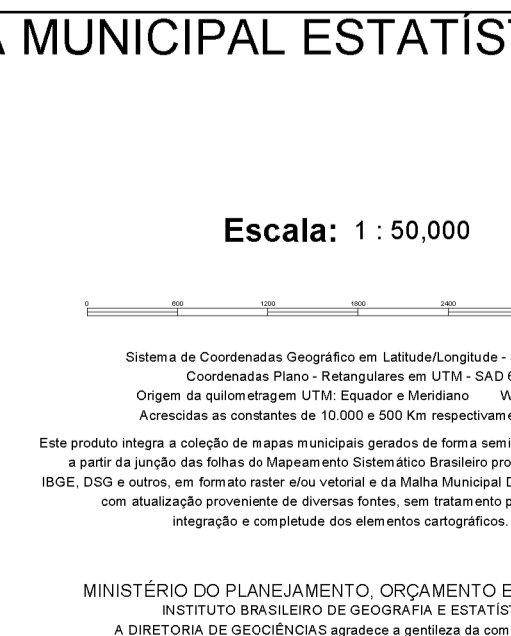 A MUNICIPAL ESTATÍS
Escala: 1 : 50,000
0 600 1200 1800 2400
Sistema de Coordenadas Geográfico em Latitude/Longitude -
Coordenadas Plano - Retangulares em UTM - SAD 6
Origem da quilometragem UTM: Equador e Meridiano W
Acrescidas as constantes de 10.000 e 500 Km respectivame
Este produto integra a coleção de mapas municipais gerados de forma semi
a partir da junção das folhas do Mapeamento Sistemático Brasileiro pro
IBGE, DSG e outros, em formato raster e/ou vetorial e da Malha Municipal D
com atualização proveniente de diversas fontes, sem tratamento p
integração e completude dos elementos cartográficos.
MINISTÉRIO DO PLANEJAMENTO, ORÇAMENTO E
INSTITUTO BRASILEIRO DE GEOGRAFIA E ESTATÍST
A DIRETORIA DE GEOCIÊNCIAS agradece a gentileza da com